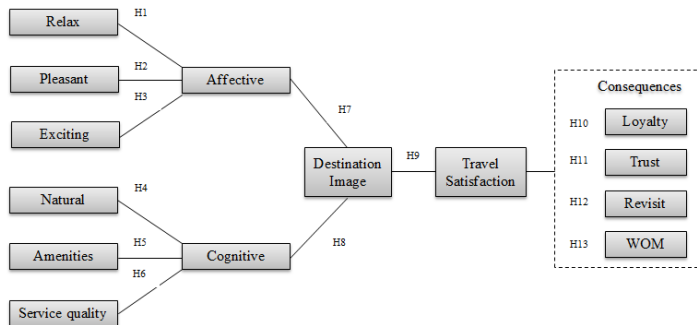 Relax
H1
Pleasant
H2
Affective
H3
Exciting
H7
Natural
H4
Amenities
H5
Cognitive
H6
Service quality
H8
Destination
Image
H9
Travel
Satisfaction
Consequences
H10
Loyalty
H11
Trust
H12
Revisit
H13
WOM